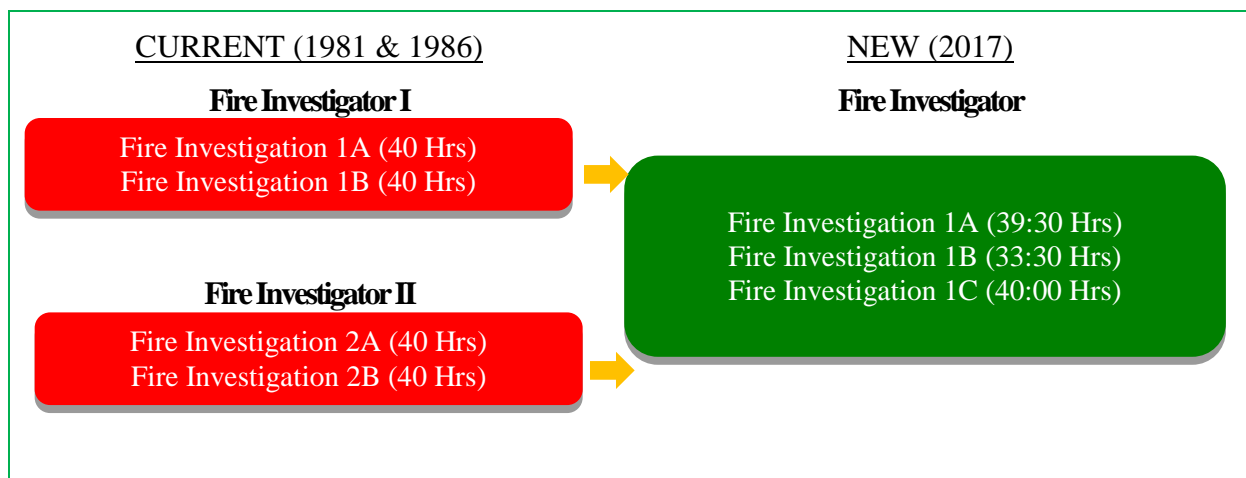 CURRENT (1981 & 1986)
Fire Investigator I
Fire Investigation 1A (40 Hrs)
Fire Investigation 1B (40 Hrs)
Fire Investigator II
Fire Investigation 2A (40 Hrs)
Fire Investigation 2B (40 Hrs)
NEW (2017)
Fire Investigator
Fire Investigation 1A (39:30 Hrs)
Fire Investigation 1B (33:30 Hrs)
Fire Investigation 1C (40:00 Hrs)